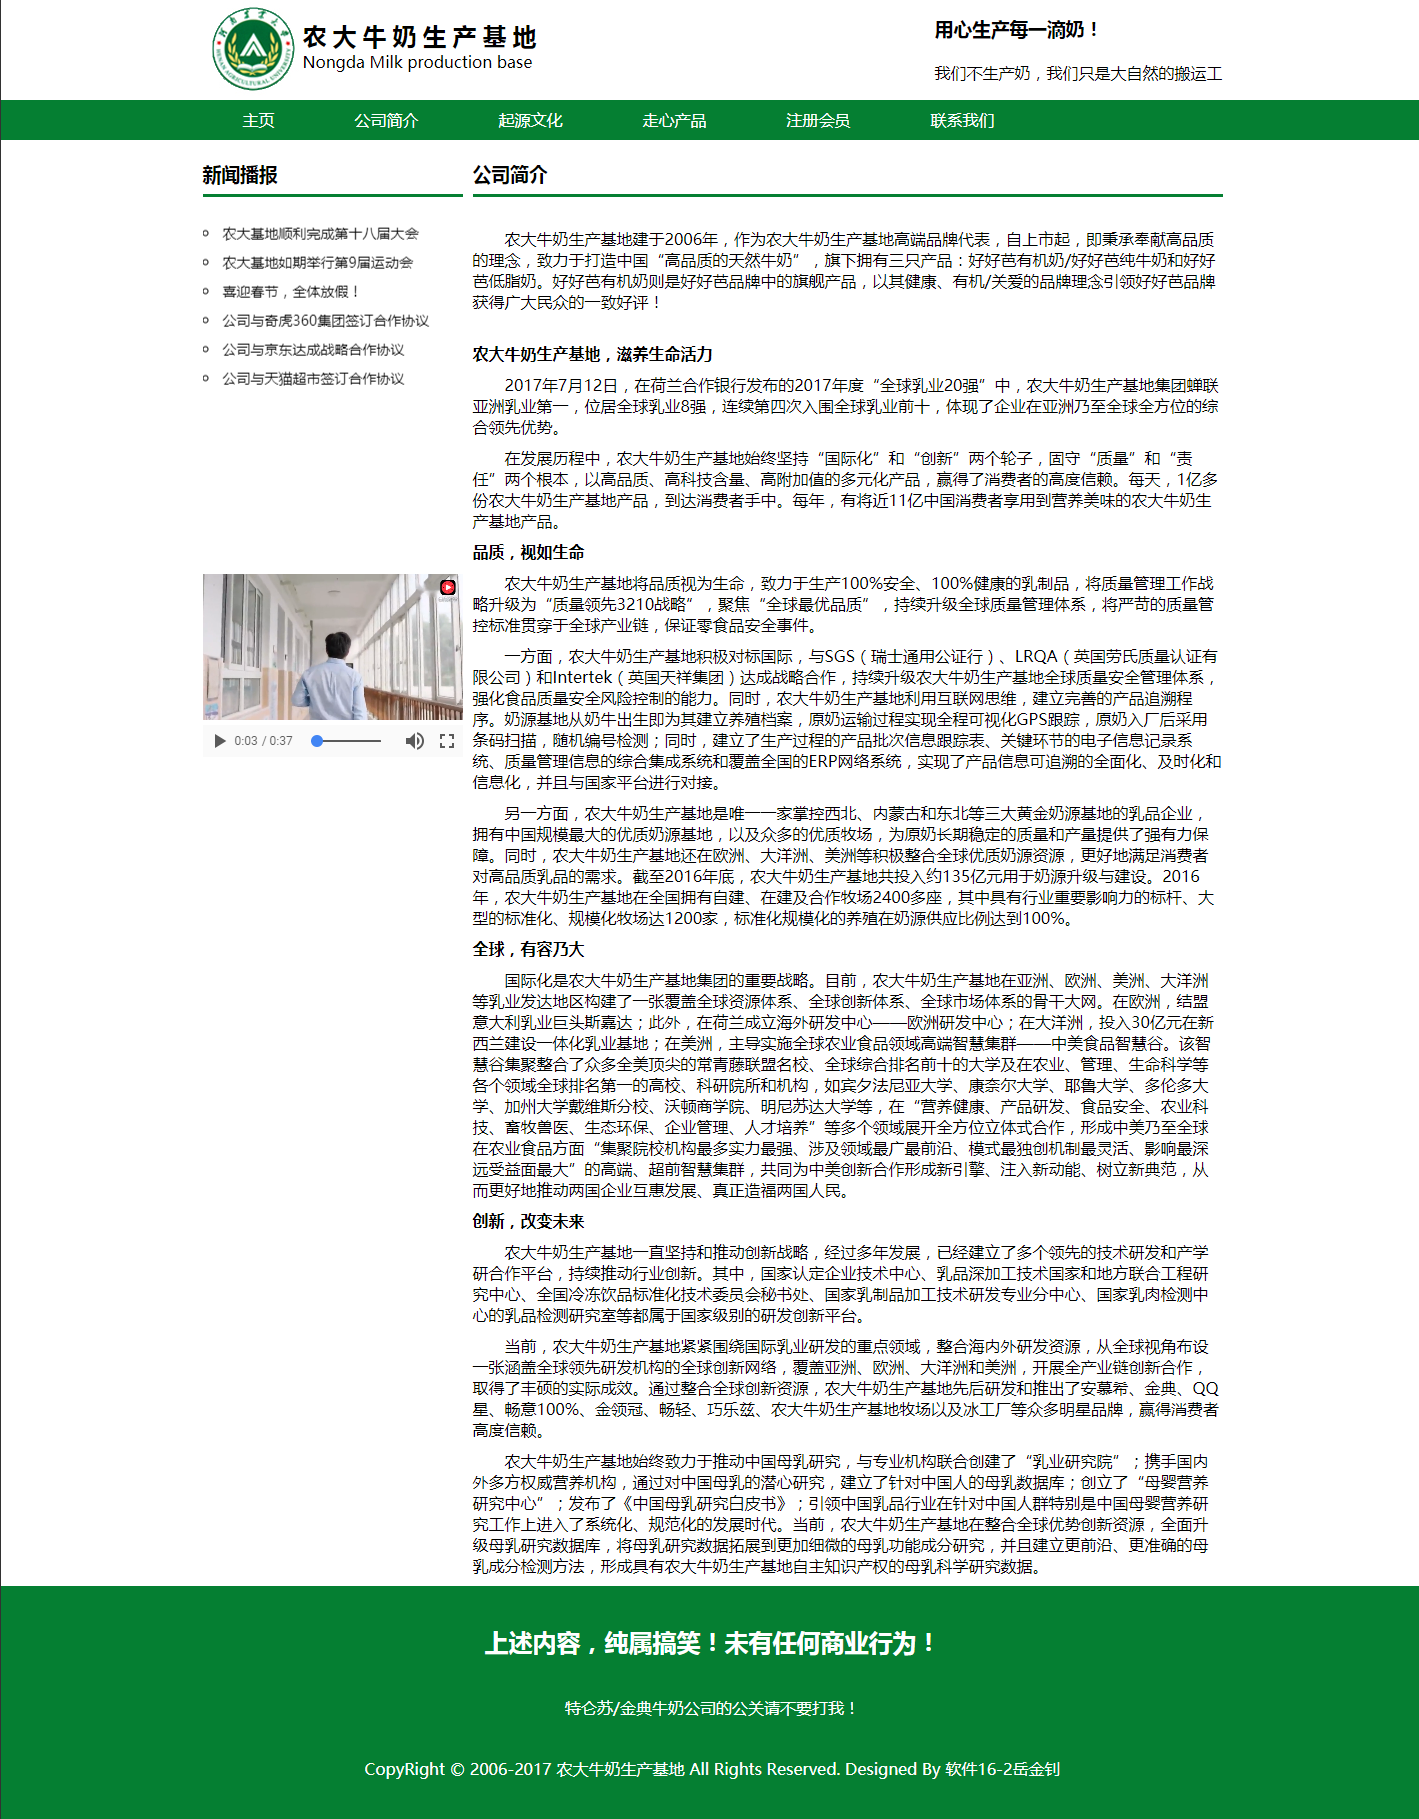 农大牛奶生产基地
Nongda Milk production base
用心生产每一滴奶！
我们不生产奶，我们只是大自然的搬运工
主页 公司简介 起源文化 走心产品 注册会员 联系我们
新闻播报
农大基地顺利完成第十八届大会
农大基地如期举行第9届运动会
喜迎春节，全体放假！
公司与奇虎360集团签订合作协议
公司与京东达成战略合作协议
公司与天猫超市签订合作协议
0:03 / 0:37
公司简介
农大牛奶生产基地建于2006年，作为农大牛奶生产基地高端品牌代表，自上市起，即秉承奉献高品质
的理念，致力于打造中国“高品质的天然牛奶”，旗下拥有三只产品：好好芭有机奶/好好芭纯牛奶和好好
芭低脂奶。好好芭有机奶则是好好芭品牌中的旗舰产品，以其健康、有机/关爱的品牌理念引领好好芭品牌
获得广大民众的一致好评！
农大牛奶生产基地，滋养生命活力
2017年7月12日，在荷兰合作银行发布的2017年度“全球乳业20强”中，农大牛奶生产基地集团蝉联
亚洲乳业第一，位居全球乳业8强，连续第四次入围全球乳业前十，体现了企业在亚洲乃至全球全方位的综
合领先优势。
在发展历程中，农大牛奶生产基地始终坚持“国际化”和“创新”两个轮子，固守“质量”和“责
任”两个根本，以高品质、高科技含量、高附加值的多元化产品，赢得了消费者的高度信赖。每天，1亿多
份农大牛奶生产基地产品，到达消费者手中。每年，有将近11亿中国消费者享用到营养美味的农大牛奶生
产基地产品。
品质，视如生命
农大牛奶生产基地将品质视为生命，致力于生产100%安全、100%健康的乳制品，将质量管理工作战
略升级为“质量领先3210战略”，聚焦“全球最优品质”，持续升级全球质量管理体系，将严苛的质量管
控标准贯穿于全球产业链，保证零食品安全事件。
一方面，农大牛奶生产基地积极对标国际，与SGS（瑞士通用公证行）、LRQA（英国劳氏质量认证有
限公司）和Intertek（英国天祥集团）达成战略合作，持续升级农大牛奶生产基地全球质量安全管理体系，
强化食品质量安全风险控制的能力。同时，农大牛奶生产基地利用互联网思维，建立完善的产品追溯程
序。奶源基地从奶牛出生即为其建立养殖档案，原奶运输过程实现全程可视化GPS跟踪，原奶入厂后采用
条码扫描，随机编号检测；同时，建立了生产过程的产品批次信息跟踪表、关键环节的电子信息记录系
统、质量管理信息的综合集成系统和覆盖全国的ERP网络系统，实现了产品信息可追溯的全面化、及时化和
信息化，并且与国家平台进行对接。
另一方面，农大牛奶生产基地是唯一一家掌控西北、内蒙古和东北等三大黄金奶源基地的乳品企业，
拥有中国规模最大的优质奶源基地，以及众多的优质牧场，为原奶长期稳定的质量和产量提供了强有力保
障。同时，农大牛奶生产基地还在欧洲、大洋洲、美洲等积极整合全球优质奶源资源，更好地满足消费者
对高品质乳品的需求。截至2016年底，农大牛奶生产基地共投入约135亿元用于奶源升级与建设。2016
年，农大牛奶生产基地在全国拥有自建、在建及合作牧场2400多座，其中具有行业重要影响力的标杆、大
型的标准化、规模化牧场达1200家，标准化规模化的养殖在奶源供应比例达到100%。
全球，有容乃大
国际化是农大牛奶生产基地集团的重要战略。目前，农大牛奶生产基地在亚洲、欧洲、美洲、大洋洲
等乳业发达地区构建了一张覆盖全球资源体系、全球创新体系、全球市场体系的骨干大网。在欧洲，结盟
意大利乳业巨头斯嘉达；此外，在荷兰成立海外研发中心——欧洲研发中心；在大洋洲，投入30亿元在新
西兰建设一体化乳业基地；在美洲，主导实施全球农业食品领域高端智慧集群——中美食品智慧谷。该智
慧谷集聚整合了众多全美顶尖的常青藤联盟名校、全球综合排名前十的大学及在农业、管理、生命科学等
各个领域全球排名第一的高校、科研院所和机构，如宾夕法尼亚大学、康奈尔大学、耶鲁大学、多伦多大
学、加州大学戴维斯分校、沃顿商学院、明尼苏达大学等，在“营养健康、产品研发、食品安全、农业科
技、畜牧兽医、生态环保、企业管理、人才培养”等多个领域展开全方位立体式合作，形成中美乃至全球
在农业食品方面“集聚院校机构最多实力最强、涉及领域最广最前沿、模式最独创机制最灵活、影响最深
远受益面最大”的高端、超前智慧集群，共同为中美创新合作形成新引擎、注入新动能、树立新典范，从
而更好地推动两国企业互惠发展、真正造福两国人民。
创新，改变未来
农大牛奶生产基地一直坚持和推动创新战略，经过多年发展，已经建立了多个领先的技术研发和产学
研合作平台，持续推动行业创新。其中，国家认定企业技术中心、乳品深加工技术国家和地方联合工程研
究中心、全国冷冻饮品标准化技术委员会秘书处、国家乳制品加工技术研发专业分中心、国家乳肉检测中
心的乳品检测研究室等都属于国家级别的研发创新平台。
当前，农大牛奶生产基地紧紧围绕国际乳业研发的重点领域，整合海内外研发资源，从全球视角布设
一张涵盖全球领先研发机构的全球创新网络，覆盖亚洲、欧洲、大洋洲和美洲，开展全产业链创新合作，
取得了丰硕的实际成效。通过整合全球创新资源，农大牛奶生产基地先后研发和推出了安慕希、金典、QQ
星、畅意100%、金领冠、畅轻、巧乐兹、农大牛奶生产基地牧场以及冰工厂等众多明星品牌，赢得消费者
高度信赖。
农大牛奶生产基地始终致力于推动中国母乳研究，与专业机构联合创建了“乳业研究院”；携手国内
外多方权威营养机构，通过对中国母乳的潜心研究，建立了针对中国人的母乳数据库；创立了“母婴营养
研究中心”；发布了《中国母乳研究白皮书》；引领中国乳品行业在针对中国人群特别是中国母婴营养研
究工作上进入了系统化、规范化的发展时代。当前，农大牛奶生产基地在整合全球优势创新资源，全面升
级母乳研究数据库，将母乳研究数据拓展到更加细微的母乳功能成分研究，并且建立更前沿、更准确的母
乳成分检测方法，形成具有农大牛奶生产基地自主知识产权的母乳科学研究数据。
上述内容，纯属搞笑！未有任何商业行为！
特仑苏/金典牛奶公司的公关请不要打我！
CopyRight © 2006-2017 农大牛奶生产基地 All Rights Reserved. Designed By 软件16-2岳金钊